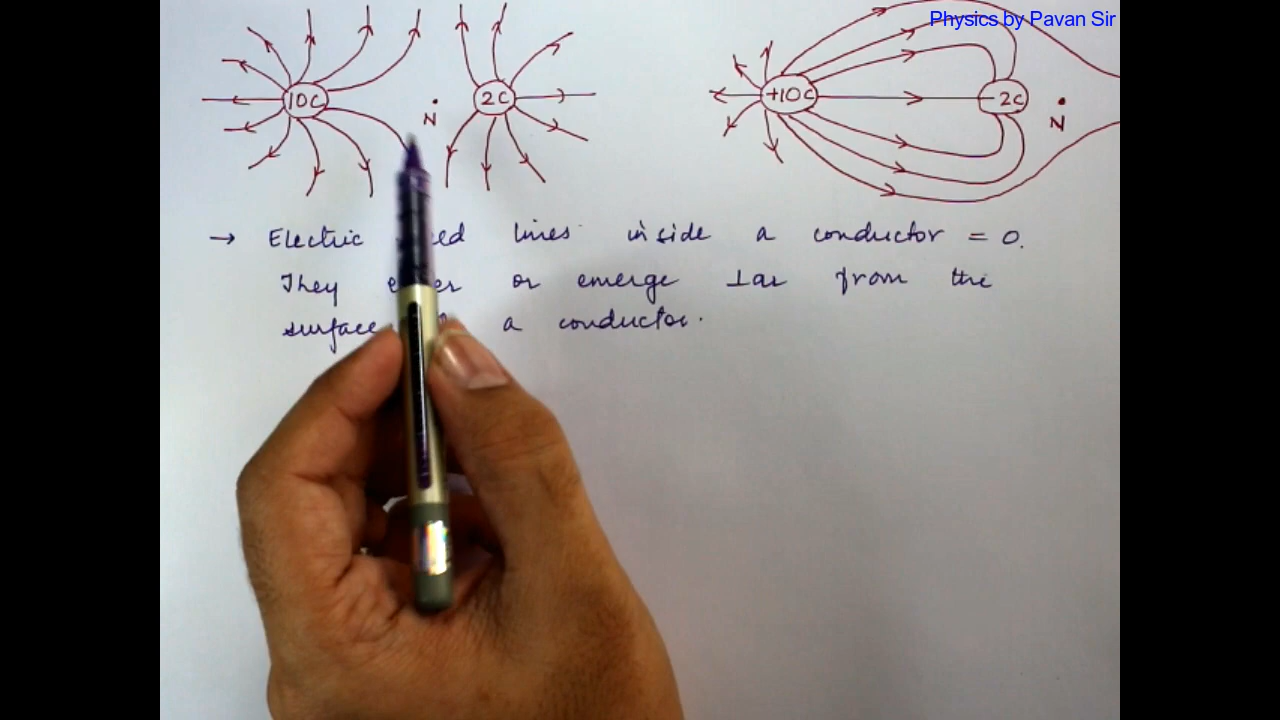 Physics by Pavan Sir
10C
N
2C
+10C
-2C
N
→ Electric lines inside a conductor = 0.
They or emerge ⊥ar from the
surface a conductor.